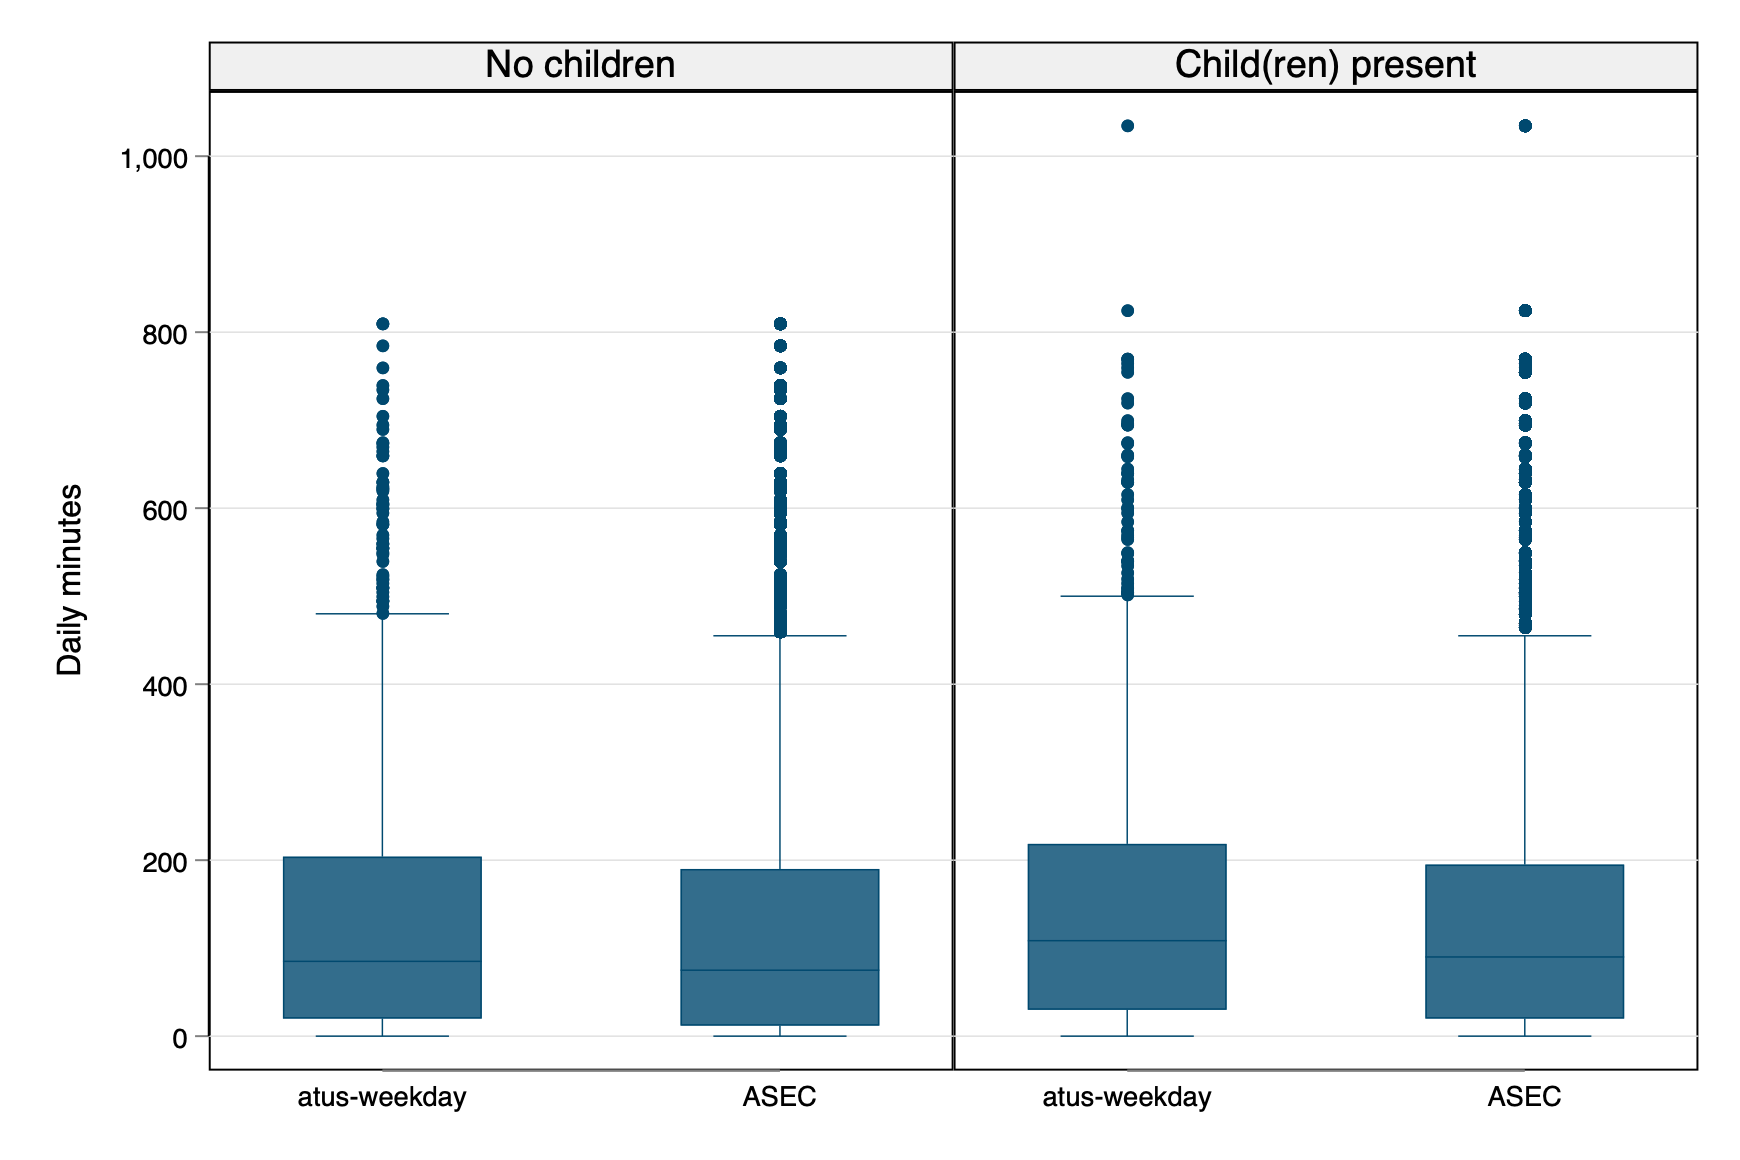 No children
Child(ren) present
Daily minutes
1,000
800
600
400
200
0
atus-weekday
ASEC
atus-weekday
ASEC